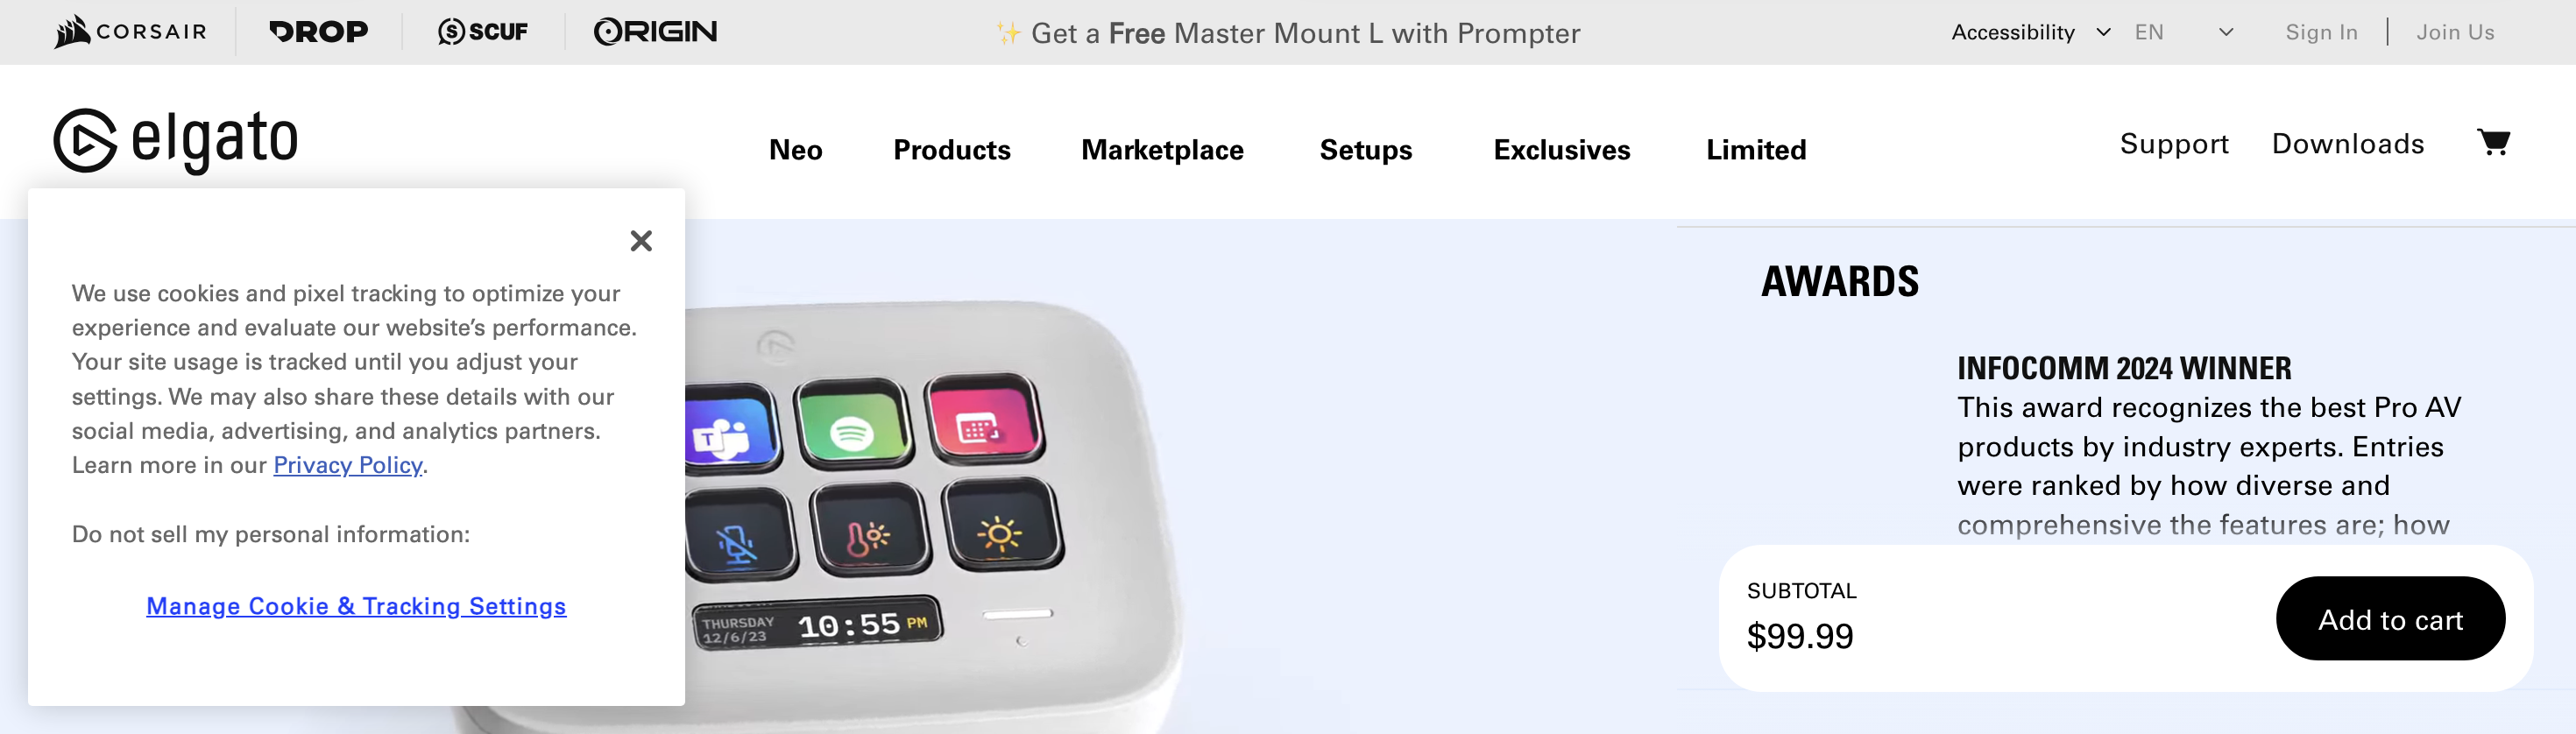 CORSAIR
DROP
SCUF
ORIGIN
✨ Get a Free Master Mount L with Prompter
Accessibility
EN
Sign In
Join Us
elgato
Neo
Products
Marketplace
Setups
Exclusives
Limited
Support
Downloads
We use cookies and pixel tracking to optimize your
experience and evaluate our website’s performance.
Your site usage is tracked until you adjust your
settings. We may also share these details with our
social media, advertising, and analytics partners.
Learn more in our Privacy Policy.
Do not sell my personal information:
Manage Cookie & Tracking Settings
T
THURSDAY
12/6/23
10:55 PM
AWARDS
INFOCOMM 2024 WINNER
This award recognizes the best Pro AV
products by industry experts. Entries
were ranked by how diverse and
comprehensive the features are; how
SUBTOTAL
$99.99
Add to cart